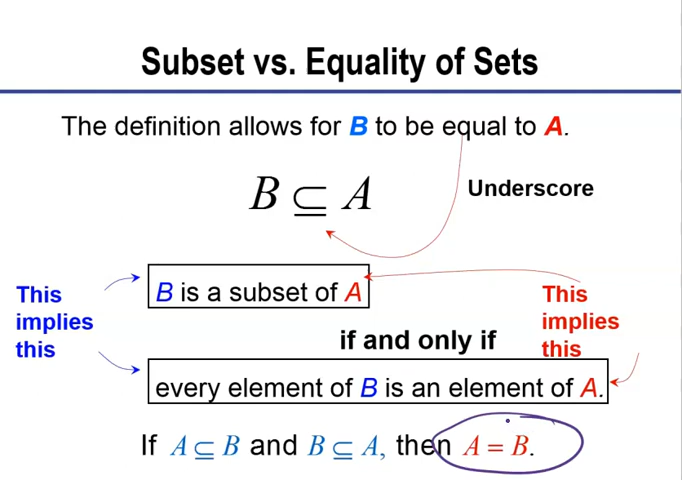 Subset vs. Equality of Sets
The definition allows for B to be equal to A.
B ⊆ A
Underscore
B is a subset of A
This
implies
this
This
implies
this
if and only if
every element of B is an element of A.
If A ⊆ B and B ⊆ A, then A = B.